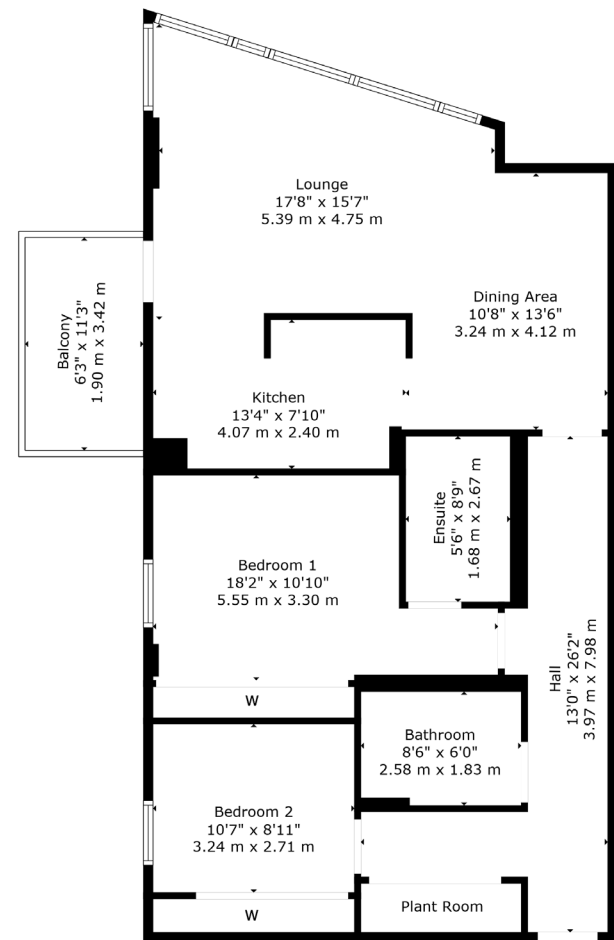 Lounge
17'8" x 15'7"
5.39 m x 4.75 m
Dining Area
10'8" x 13'6"
3.24 m x 4.12 m
Balcony
6'3" x 11'3"
1.90 m x 3.42 m
Kitchen
13'4" x 7'10"
4.07 m x 2.40 m
Ensuite
5'6" x 8'9"
1.68 m x 2.67 m
Bedroom 1
18'2" x 10'10"
5.55 m x 3.30 m
Hall
13'0" x 26'2"
3.97 m x 7.98 m
W
Bathroom
8'6" x 6'0"
2.58 m x 1.83 m
Bedroom 2
10'7" x 8'11"
3.24 m x 2.71 m
Plant Room
W